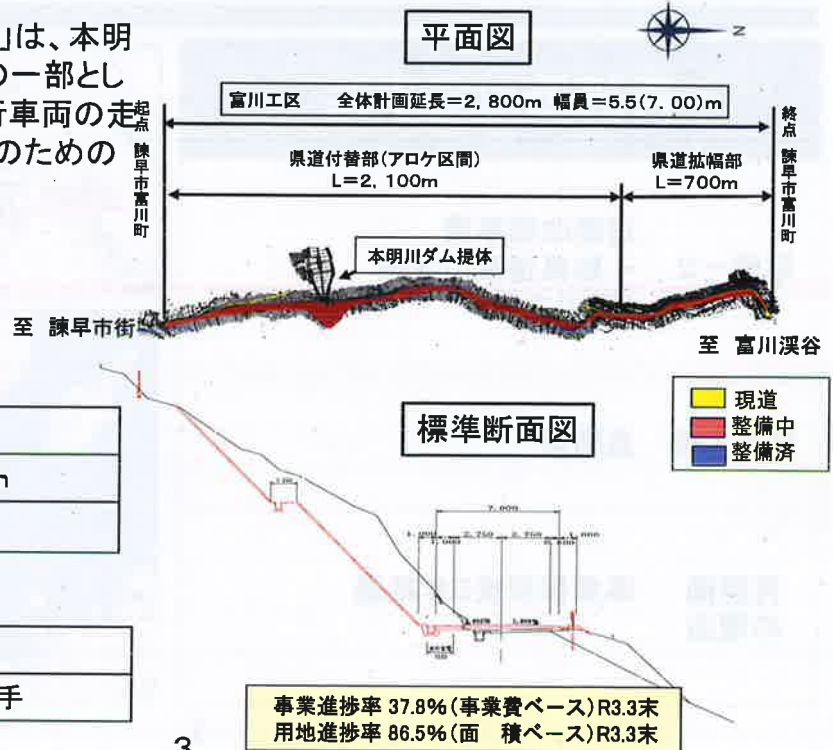 」は、本明
の一部とし
行車両の走
のための
平面図
N
富川工区 全体計画延長=2,800m 幅員=5.5(7.00)m
起点 諫早市富川町
終点 諫早市富川町
県道付替部(アロケ区間)
L=2,100m
県道拡幅部
L=700m
本明川ダム堤体
至 諫早市街
至 富川渓谷
現道
整備中
整備済
標準断面図
7.000
2.750 2.750
手
事業進捗率 37.8%(事業費ベース)R3.3末
用地進捗率 86.5%(面 積ベース)R3.3末
3